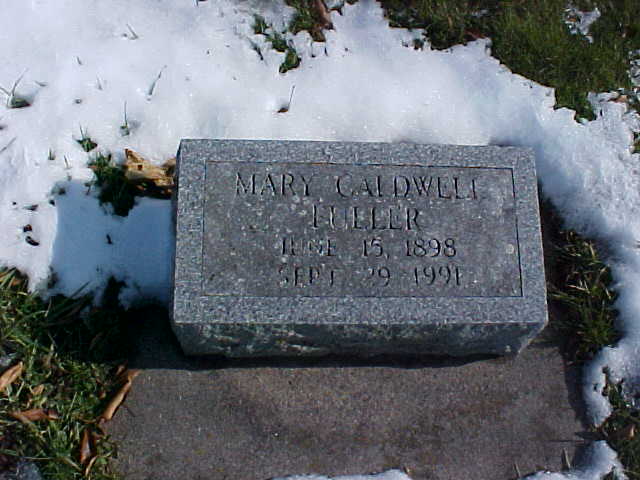 MARY CALDWELL
FULLER
JUNE 15, 1898
SEPT 29 1991